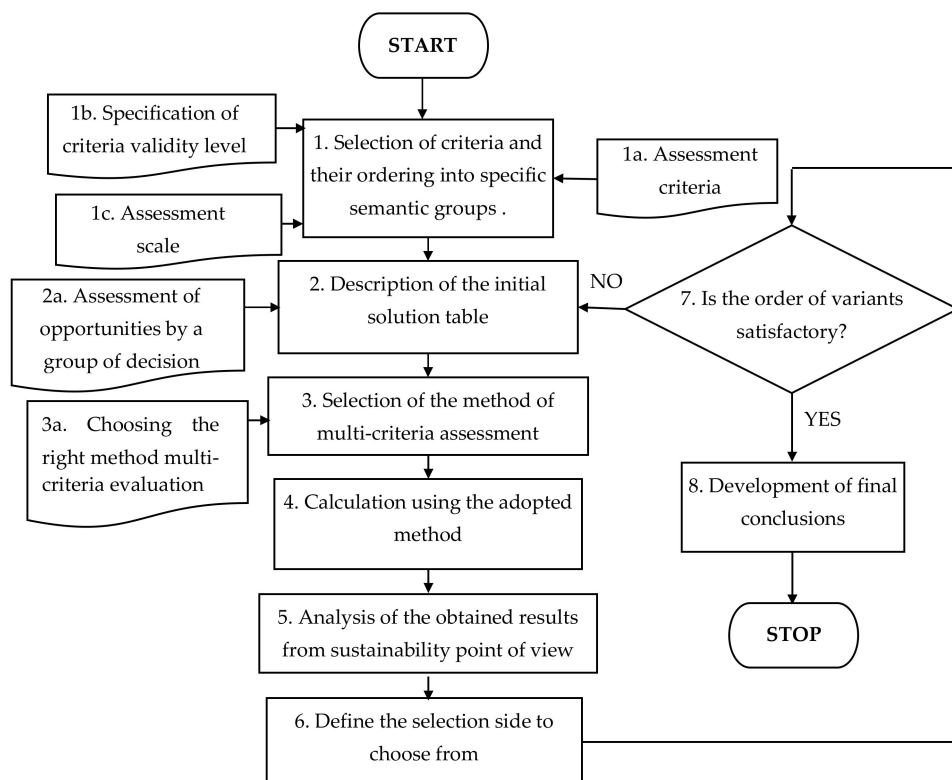 START
1b. Specification of
criteria validity level
1. Selection of criteria and
their ordering into specific
semantic groups .
1a. Assessment
criteria
1c. Assessment
scale
2a. Assessment of
opportunities by a
group of decision
2. Description of the initial
solution table
NO
7. Is the order of variants
satisfactory?
3a. Choosing the
right method multi-
criteria evaluation
3. Selection of the method of
multi-criteria assessment
YES
4. Calculation using the adopted
method
8. Development of final
conclusions
5. Analysis of the obtained results
from sustainability point of view
STOP
6. Define the selection side to
choose from